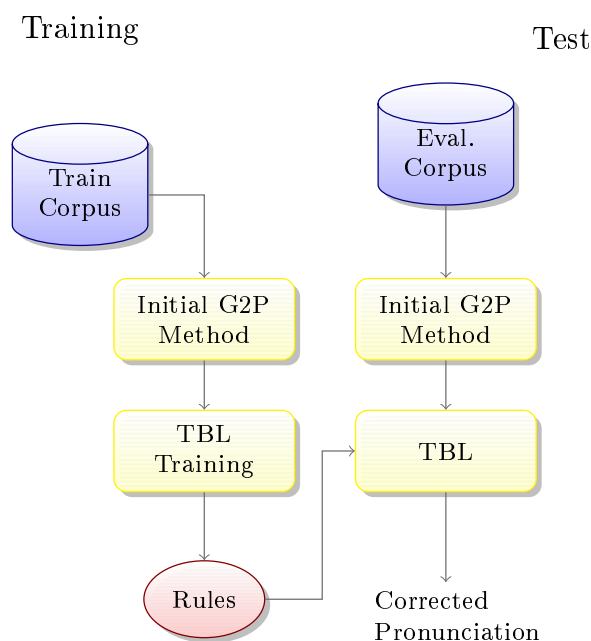 Training
Test
Train
Corpus
Eval.
Corpus
Initial G2P
Method
Initial G2P
Method
TBL
Training
TBL
Rules
Corrected
Pronunciation